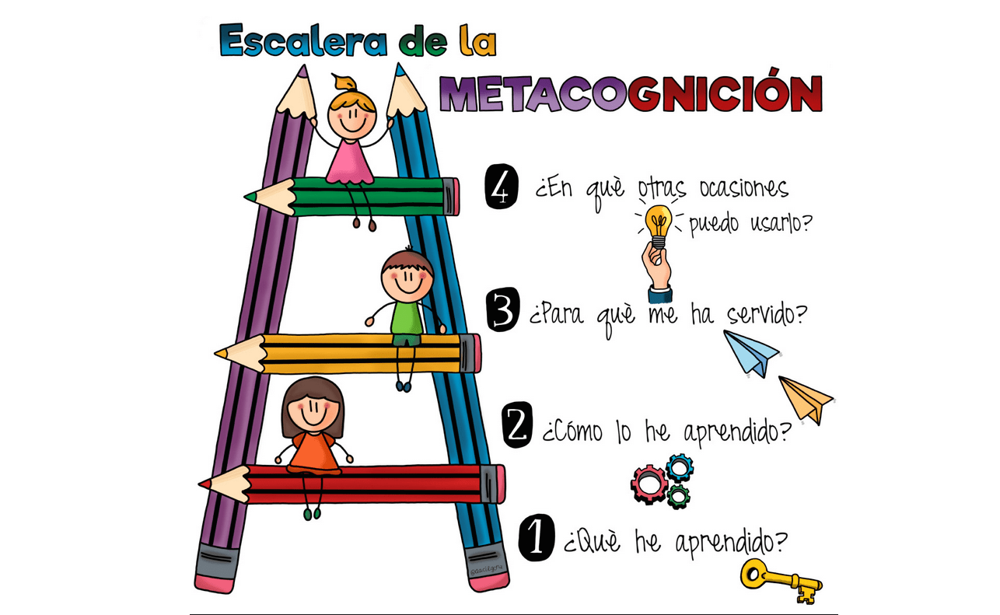 Escalera de la
METACOGNICIÓN
4 ¿En què otras ocasiones
puedo usarlo?
3 ¿Para què me ha servido?
2 ¿Cómo lo he aprendido?
1 ¿Què he aprendido?